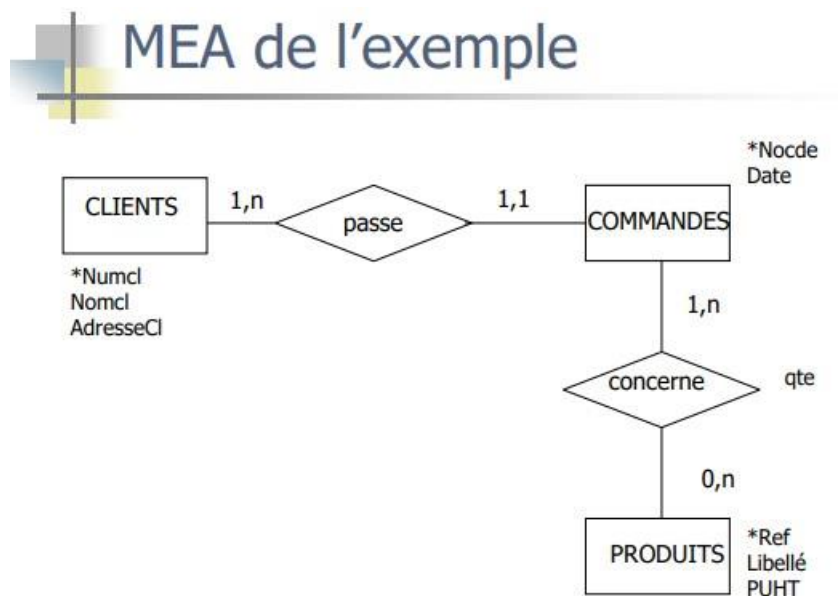 MEA de l'exemple
CLIENTS
*Numcl
Nomcl
AdresseCl
1,n
passe
1,1
COMMANDES
*Nocde
Date
1,n
concerne
qte
0,n
PRODUITS
*Ref
Libellé
PUHT